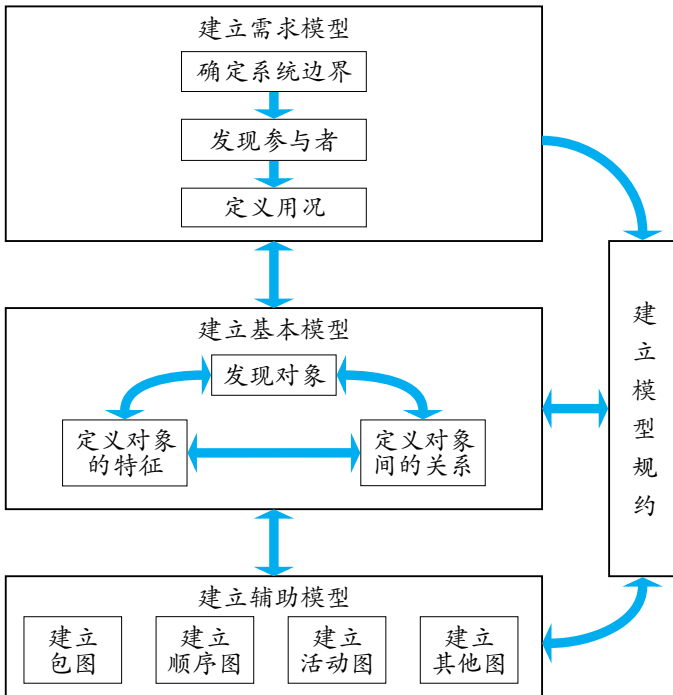 建立需求模型
确定系统边界
发现参与者
定义用况
建立基本模型
发现对象
定义对象
的特征
定义对象
间的关系
建立辅助模型
建立
包图
建立
顺序图
建立
活动图
建立
其他图
建
立
模
型
规
约